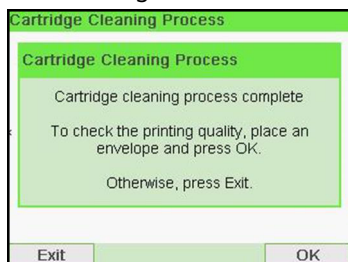 Cartridge Cleaning Process
Cartridge Cleaning Process
Cartridge cleaning process complete
To check the printing quality, place an
envelope and press OK.
Otherwise, press Exit.
Exit
OK